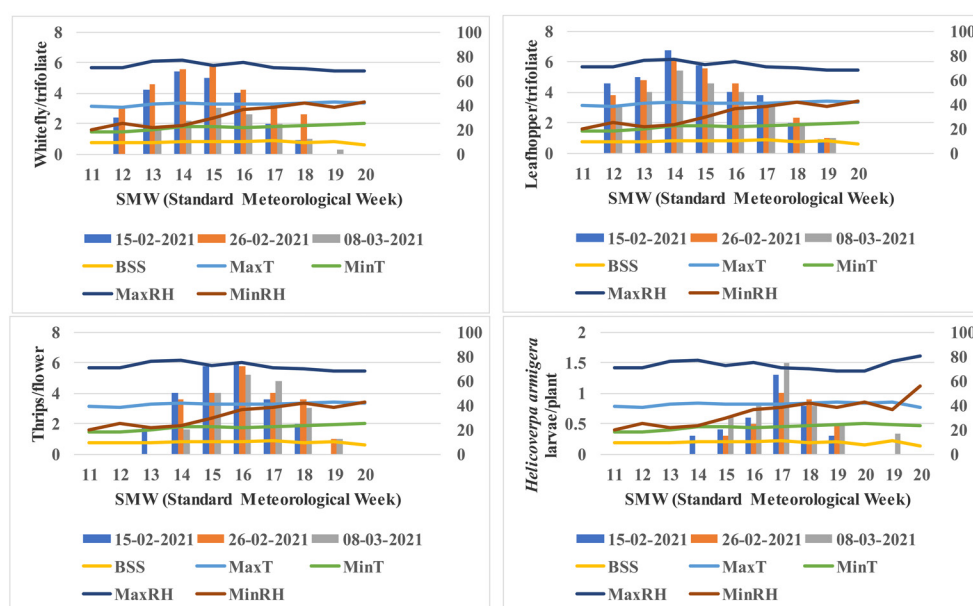 Whitefly/trifoliate
8
6
4
2
0
100
80
60
40
20
0
11 12 13 14 15 16 17 18 19 20
SMW (Standard Meteorological Week)
15-02-2021 26-02-2021 08-03-2021
BSS MaxT MinT
MaxRH MinRH
Leafhopper/trifoliate
8
6
4
2
0
100
80
60
40
20
0
11 12 13 14 15 16 17 18 19 20
SMW (Standard Meteorological Week)
15-02-2021 26-02-2021 08-03-2021
BSS MaxT MinT
MaxRH MinRH
Thrips/flower
8
6
4
2
0
100
80
60
40
20
0
11 12 13 14 15 16 17 18 19 20
SMW (Standard Meteorological Week)
15-02-2021 26-02-2021 08-03-2021
BSS MaxT MinT
MaxRH MinRH
Helicoverpa armigera
larvae/plant
2
1.5
1
0.5
0
100
80
60
40
20
0
11 12 13 14 15 16 17 18 19 20 19 20
SMW (Standard Meteorological Week)
15-02-2021 26-02-2021 08-03-2021
BSS MaxT MinT
MaxRH MinRH